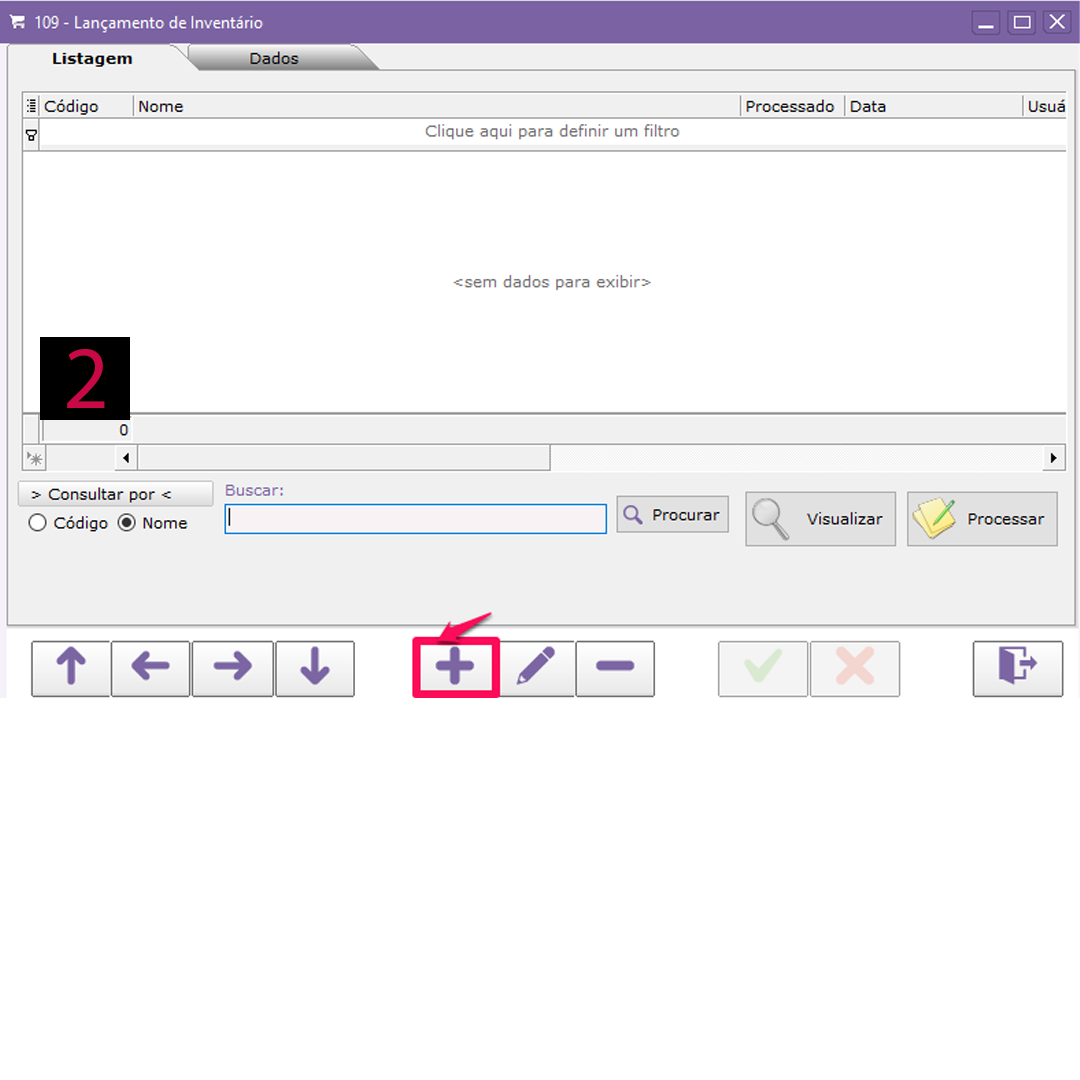 109 - Lançamento de Inventário
Listagem
Dados
Código Nome Processado Data Usuá
Clique aqui para definir um filtro
<sem dados para exibir>
2
0
> Consultar por <
Buscar:
Código Nome
Procurar
Visualizar
Processar